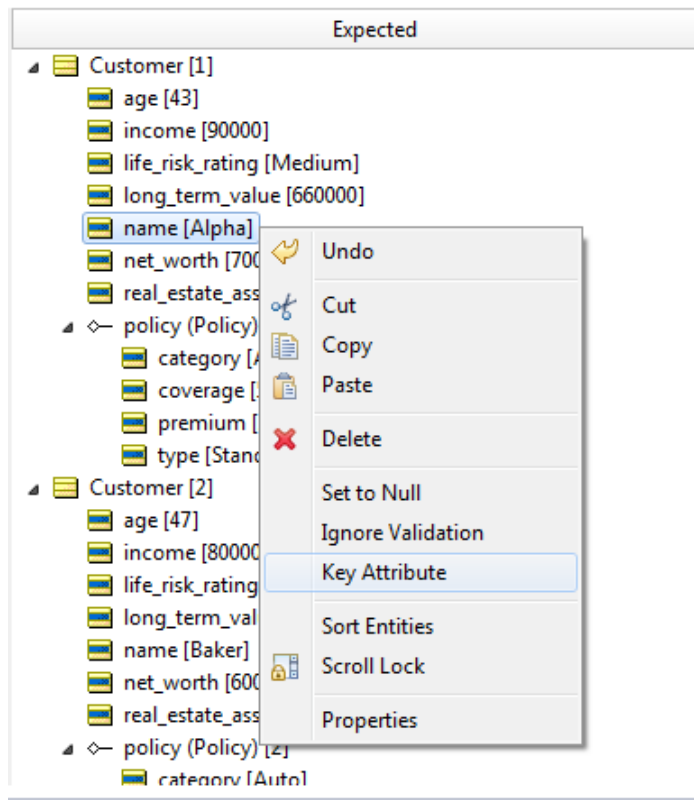 Expected
Customer [1]
age [43]
income [90000]
life_risk_rating [Medium]
long_term_value [660000]
name [Alpha]
net_worth [700
real_estate_ass
policy (Policy)
category [A
coverage [
premium [
type [Stand
Customer [2]
age [47]
income [80000
life_risk_rating
long_term_val
name [Baker]
net_worth [600
real_estate_ass
policy (Policy) [2]
category [Auto]
Undo
Cut
Copy
Paste
Delete
Set to Null
Ignore Validation
Key Attribute
Sort Entities
Scroll Lock
Properties